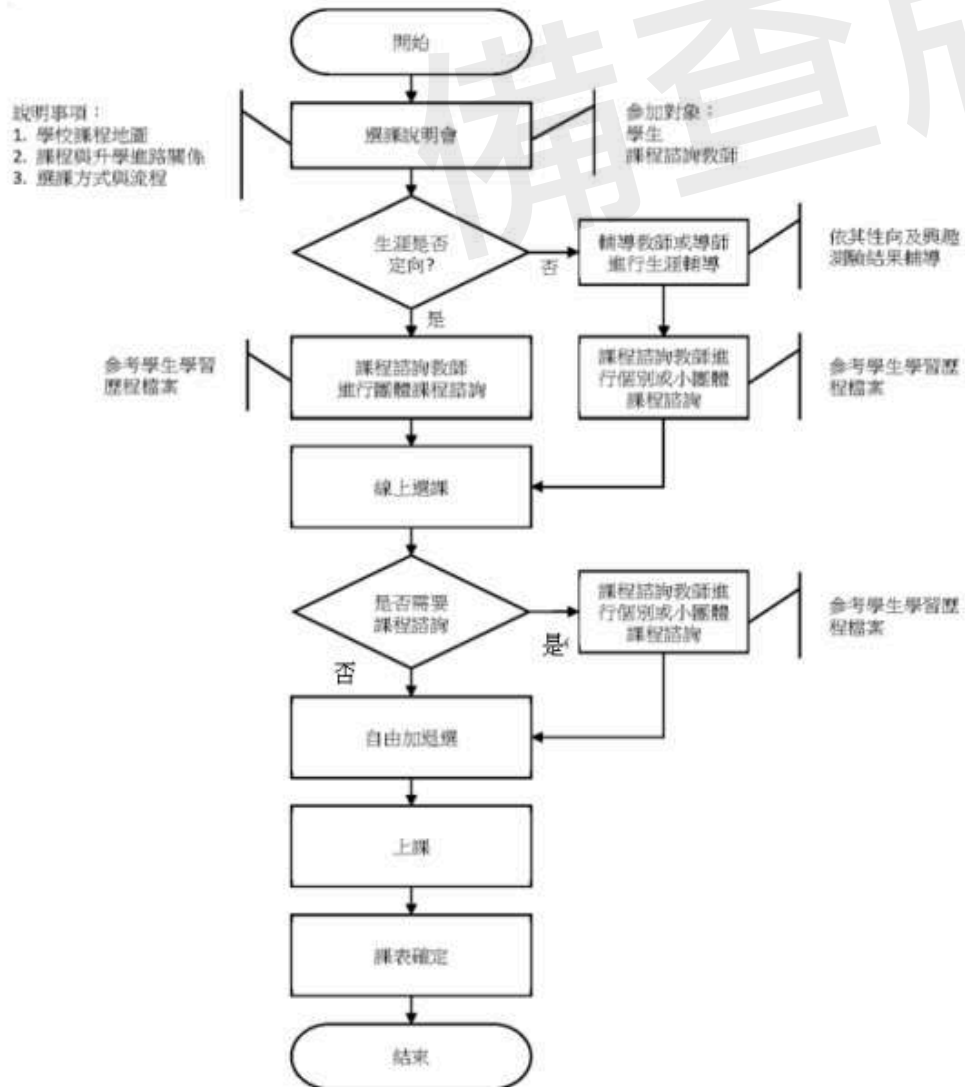 備查版
開始
說明事項：
1. 學校課程地圖
2. 課程與升學進路關係
3. 選課方式與流程
選課說明會
參加對象：
學生
課程諮詢教師
生涯是否
定向?
否
是
輔導教師或導師
進行生涯輔導
依其性向及興趣
測驗結果輔導
參考學生學習
歷程檔案
課程諮詢教師
進行團體課程諮詢
課程諮詢教師進
行個別或小團體
課程諮詢
參考學生學習歷
程檔案
線上選課
是否需要
課程諮詢
是
否
課程諮詢教師進
行個別或小團體
課程諮詢
參考學生學習歷
程檔案
自由加退選
上課
課表確定
結束